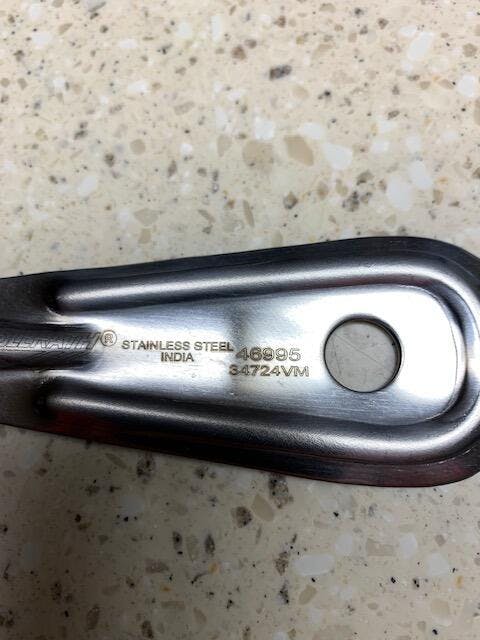 ®
STAINLESS STEEL
INDIA
46995
34724VM